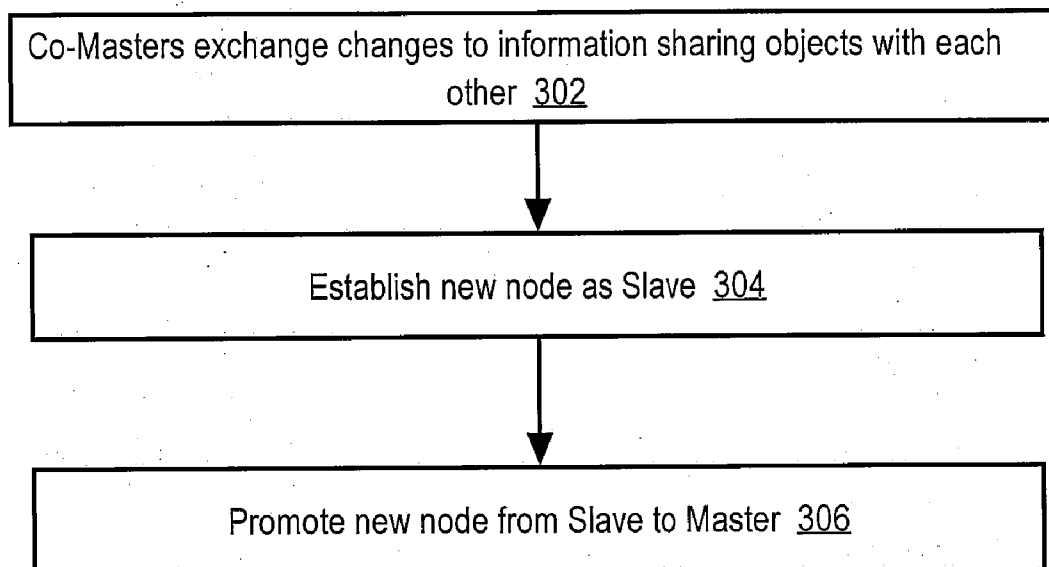 Co-Masters exchange changes to information sharing objects with each
other 302
Establish new node as Slave 304
Promote new node from Slave to Master 306